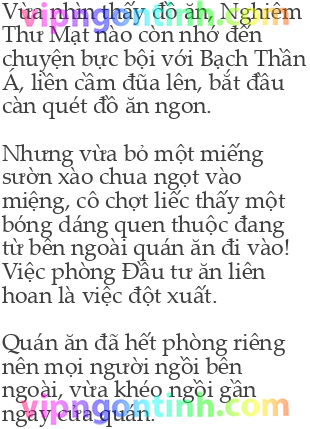 Vừa nhìn thấy đồ ăn, Nghiêm
Thư Mạt nào còn nhớ đến
chuyện bực bội với Bạch Thần
Á, liền cầm đũa lên, bắt đầu
càn quét đồ ăn ngon.

Nhưng vừa bỏ một miếng
sườn xào chua ngọt vào
miệng, cô chợt liếc thấy một
bóng dáng quen thuộc đang
từ bên ngoài quán ăn đi vào!
Việc phòng Đầu tư ăn liên
hoan là việc đột xuất.

Quán ăn đã hết phòng riêng
nên mọi người ngồi bên
ngoài, vừa khéo ngồi gần
ngay cửa quán.
vipngontinh.com
vipngontinh.com